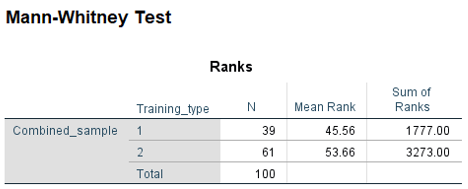 Mann-Whitney Test
Ranks
Training_type N Mean Rank Sum of Ranks
Combined_sample 1 39 45.56 1777.00
2 61 53.66 3273.00
Total 100